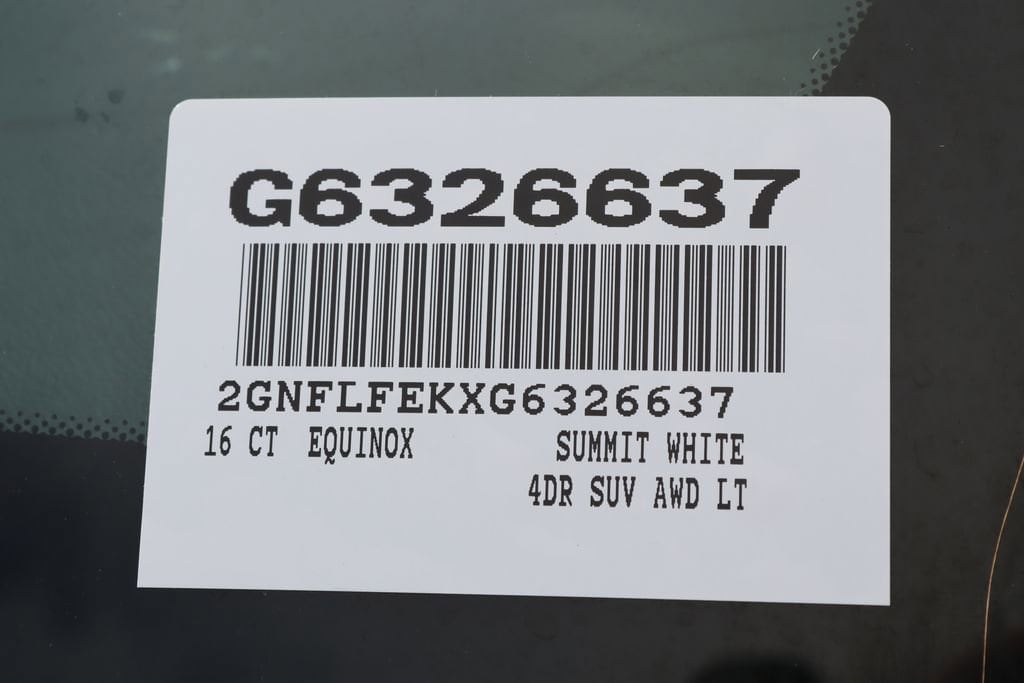 G6326637
2GNFLFEKXG6326637
16 CT EQUINOX SUMMIT WHITE
4DR SUV AWD LT